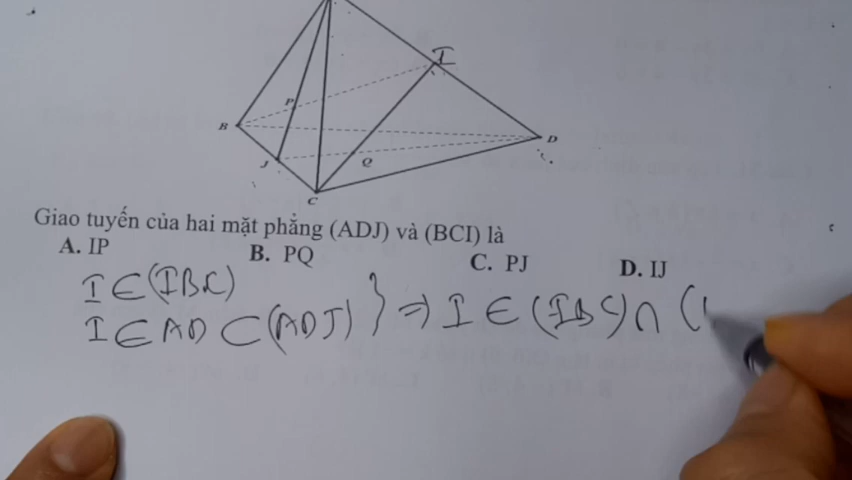 I
P
B
D
J
Q
C
Giao tuyến của hai mặt phẳng (ADJ) và (BCI) là
A. IP B. PQ C. PJ D. IJ
I ∈ (IBC)
I ∈ AD ⊂ (ADJ) } ⇒ I ∈ (IBC) ∩ (